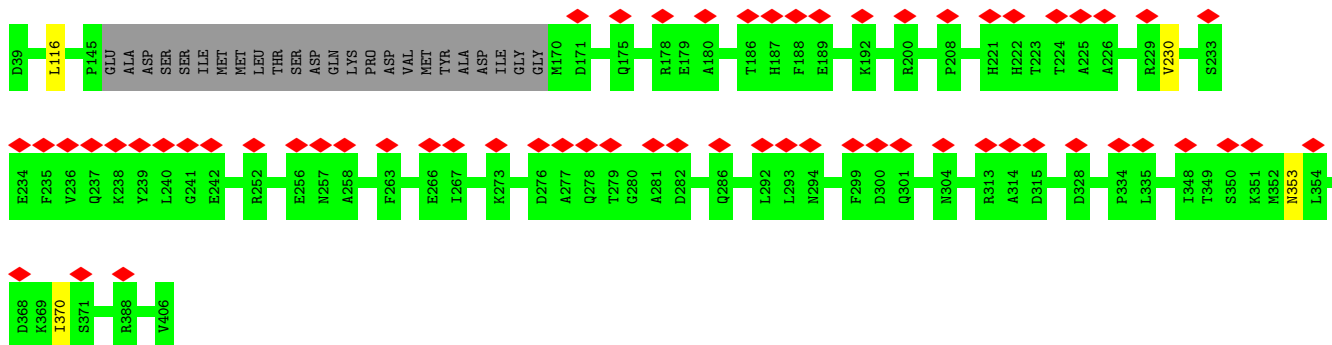 D39 L116 P145 GLU ALA ASP SER SER ILE MET MET LEU THR SER ASP GLN LYS PRO ASP VAL MET TYR ALA ASP ILE GLY GLY M170 D171 Q175 R178 E179 A180 T186 H187 F188 E189 K192 R200 P208 H221 H222 T223 T224 A225 A226 R229 V230 S233
E234 F235 V236 Q237 K238 Y239 L240 G241 E242 R252 E256 N257 A258 F263 E266 I267 K273 D276 A277 Q278 T279 G280 A281 D282 Q286 L292 L293 N294 F299 D300 Q301 N304 R313 A314 D315 D328 P334 L335 I348 T349 S350 K351 M352 N353 L354
D368 K369 I370 S371 R388 V406